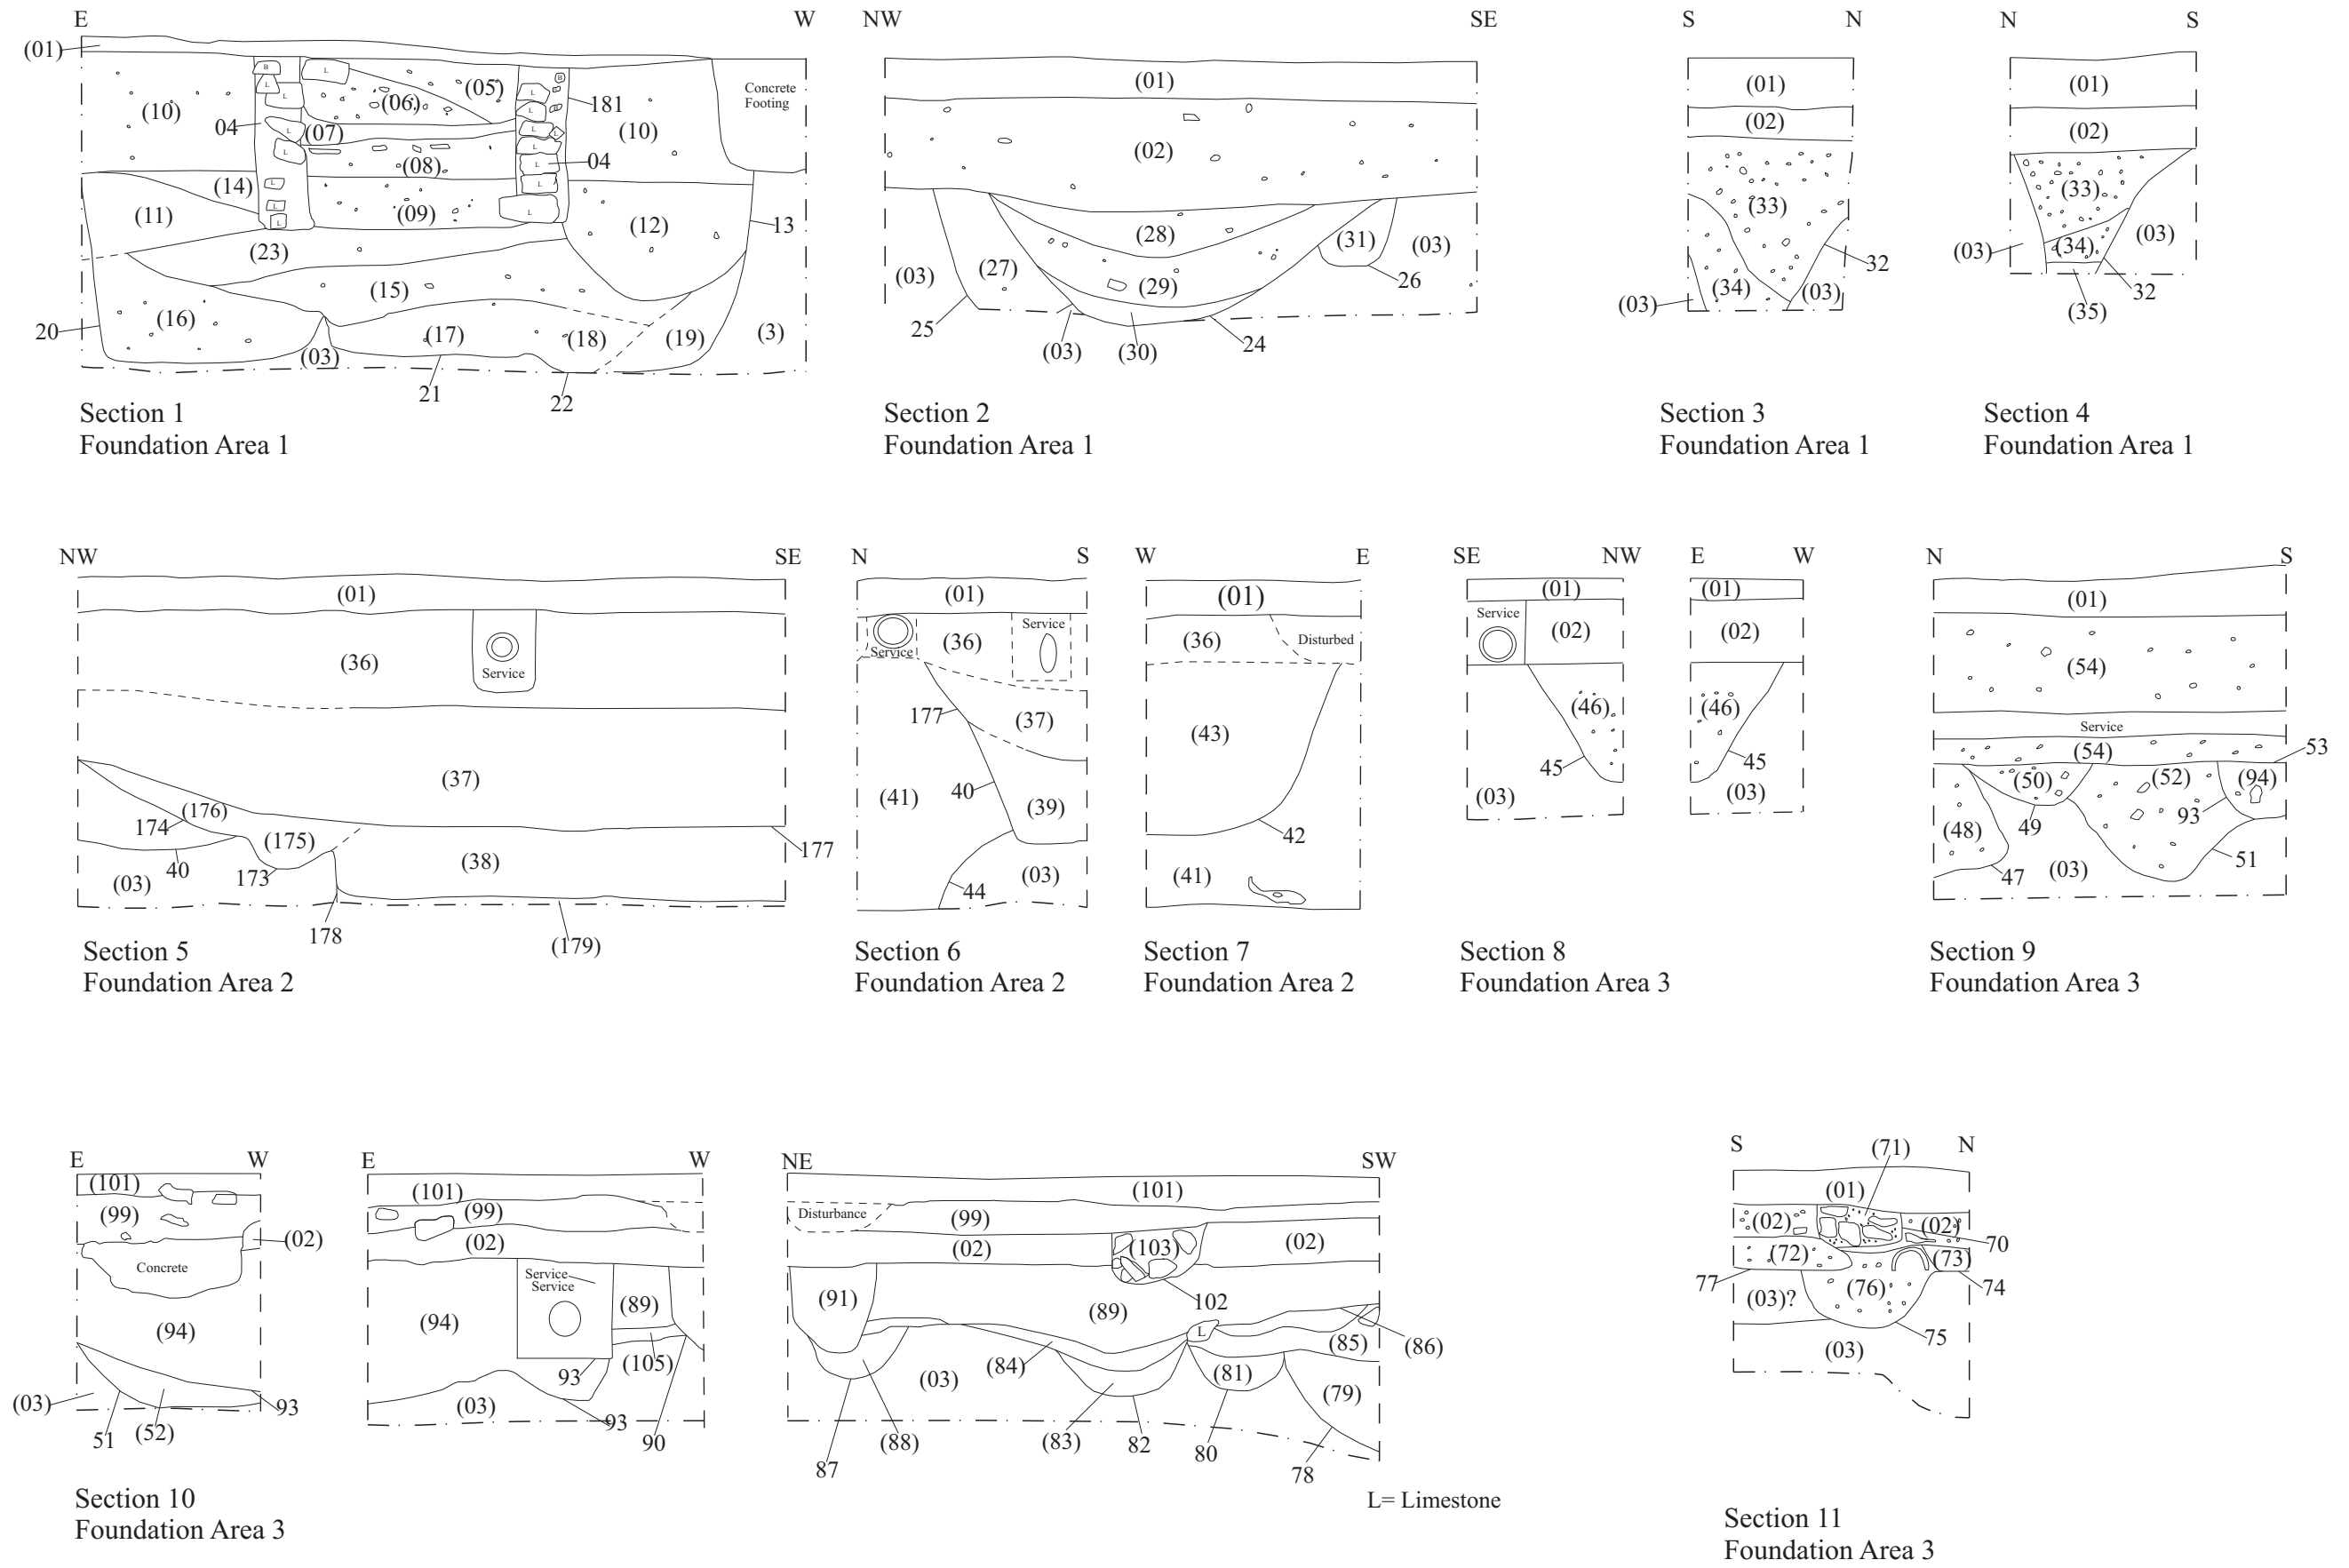 E W
(01)
(10)
04
B
L
L
L
L
L
L
L
L
(05)
(06)
(07)
(08)
(09)
(14)
(11)
B
L
L
B
L
L
L
L
L
L
181
04
(10)
Concrete
Footing
(12)
13
(23)
(15)
(16)
20
(03)
(17)
(18)
(19)
(3)
21
22
Section 1
Foundation Area 1
NW SE
(01)
(02)
(28)
(31)
(03)
(27)
(03)
(29)
26
25
(03)
(30)
24
Section 2
Foundation Area 1
S N
(01)
(02)
(33)
32
(03)
(34)
(03)
Section 3
Foundation Area 1
N S
(01)
(02)
(33)
(03)
(34)
(03)
32
(35)
Section 4
Foundation Area 1
NW SE
(01)
(36)
Service
(37)
(176)
174
(175)
40
(03)
173
(38)
177
178
(179)
Section 5
Foundation Area 2
N S
(01)
Service
(36)
Service
177
(37)
(41)
40
(39)
44
(03)
Section 6
Foundation Area 2
W E
(01)
(36)
Disturbed
(43)
42
(41)
Section 7
Foundation Area 2
SE NW
(01)
Service
(02)
(46)
45
(03)
E W
(01)
(02)
(46)
45
(03)
Section 8
Foundation Area 3
N S
(01)
(54)
Service
(54)
53
(50)
(52)
(94)
(48)
49
93
47
(03)
51
Section 9
Foundation Area 3
E W
(101)
(99)
(02)
Concrete
(94)
(03)
93
51
(52)
E W
(101)
(99)
(02)
Service
Service
(89)
(94)
(105)
93
(03)
93
90
NE SW
(101)
Disturbance
(99)
(02)
(103)
(02)
(91)
102
(89)
L
(85)
(86)
(84)
(03)
(81)
(79)
87
(88)
(83)
82
80
78
Section 10
Foundation Area 3
L= Limestone
S N
(71)
(01)
(02)
(02)
70
(72)
(73)
77
(76)
74
(03)?
75
(03)
Section 11
Foundation Area 3